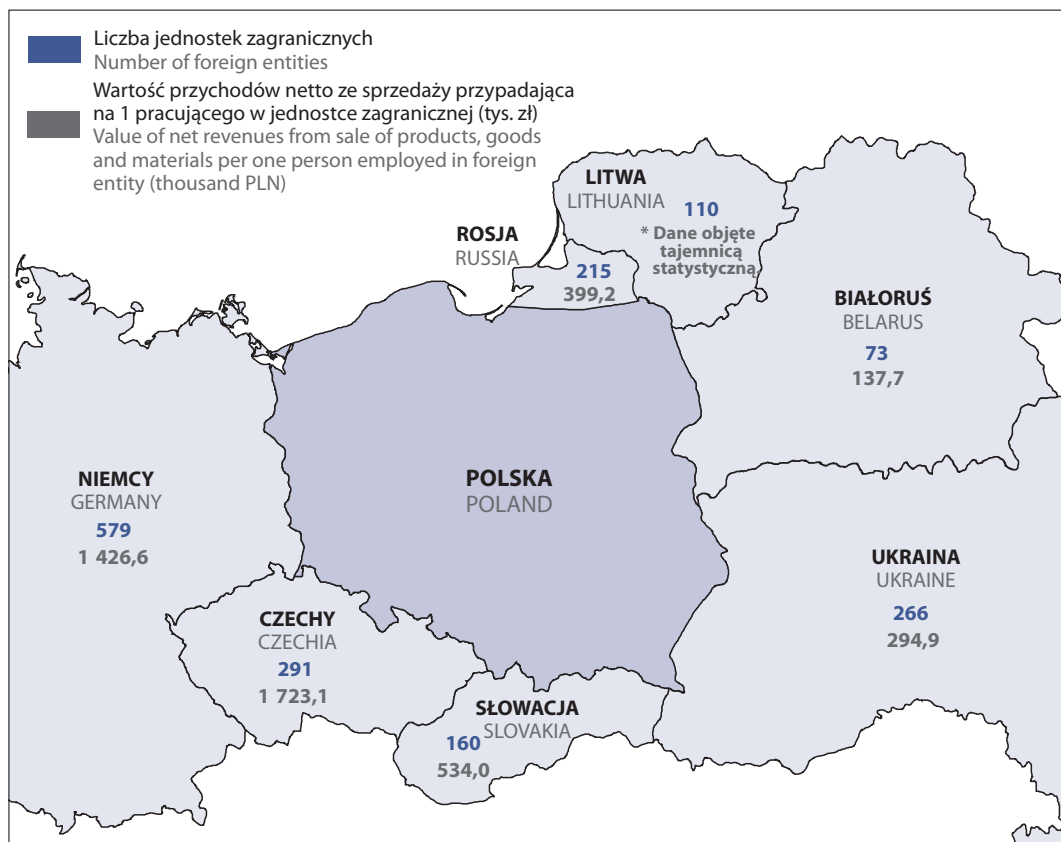 Liczba jednostek zagranicznych
Number of foreign entities
Wartość przychodów netto ze sprzedaży przypadająca
na 1 pracującego w jednostce zagranicznej (tys. zł)
Value of net revenues from sale of products, goods
and materials per one person employed in foreign
entity (thousand PLN)
LITWA
LITHUANIA
110
* Dane objęte
tajemnicą
statystyczną
ROSJA
RUSSIA
215
399,2
BIAŁORUŚ
BELARUS
73
137,7
NIEMCY
GERMANY
579
1 426,6
POLSKA
POLAND
UKRAINA
UKRAINE
266
294,9
CZECHY
CZECHIA
291
1 723,1
SŁOWACJA
SLOVAKIA
160
534,0